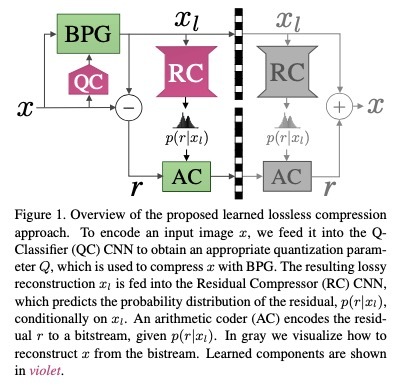 x_l
x_l
BPG
QC
RC
RC
x
−
+
x
p(r|x_l)
p(r|x_l)
r
AC
AC
r
Figure 1. Overview of the proposed learned lossless compression
approach. To encode an input image x, we feed it into the Q-
Classifier (QC) CNN to obtain an appropriate quantization param-
eter Q, which is used to compress x with BPG. The resulting lossy
reconstruction x_l is fed into the Residual Compressor (RC) CNN,
which predicts the probability distribution of the residual, p(r|x_l),
conditionally on x_l. An arithmetic coder (AC) encodes the resid-
ual r to a bitstream, given p(r|x_l). In gray we visualize how to
reconstruct x from the bistream. Learned components are shown
in violet.